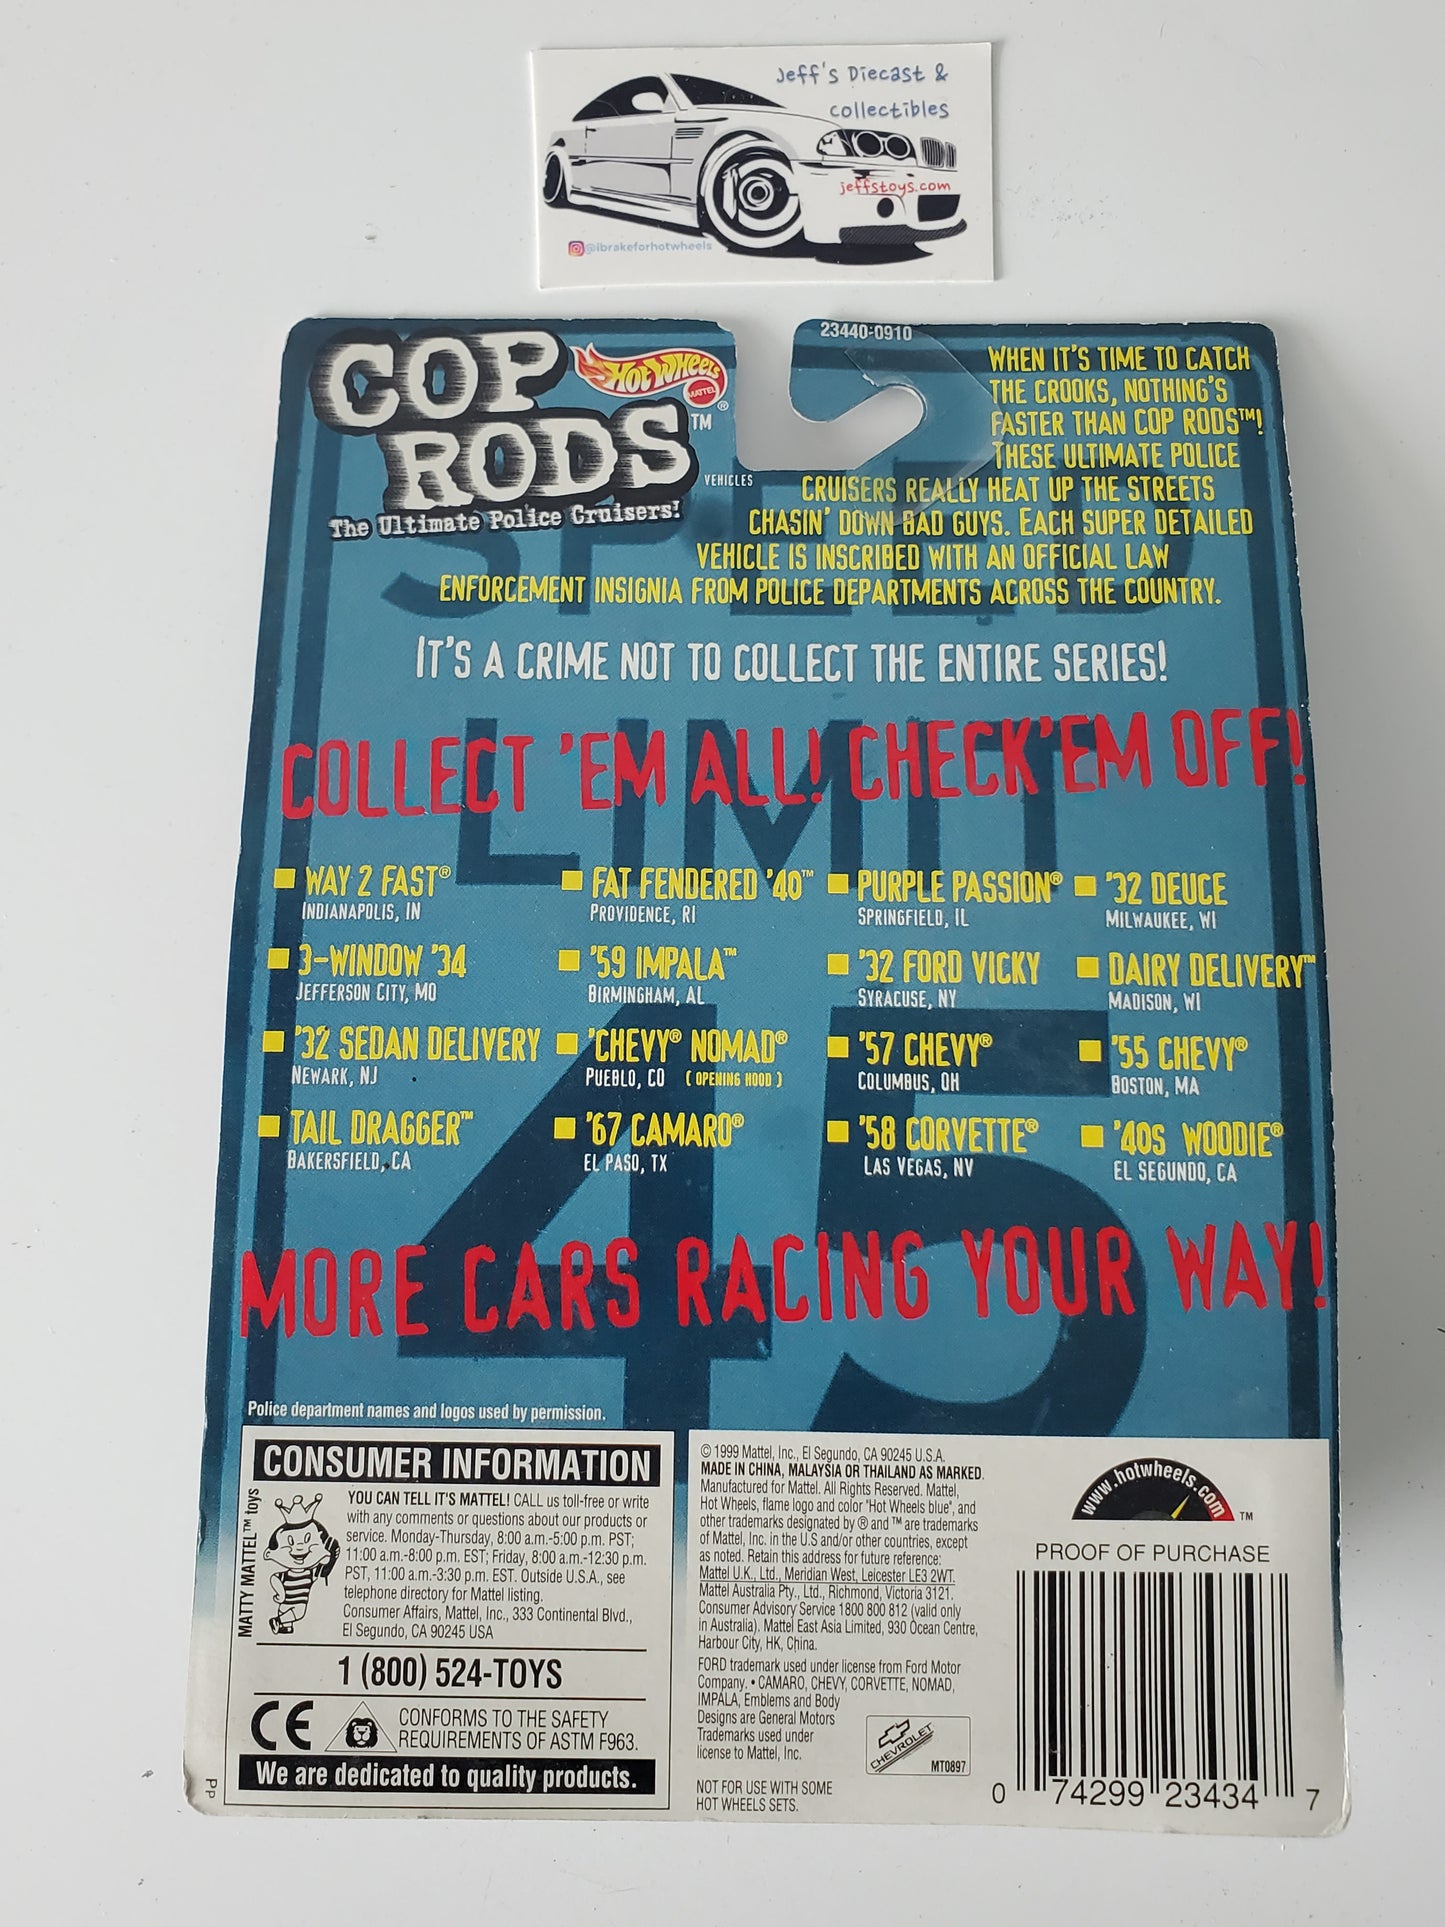 Jeff's Diecast &
collectibles
jeffstoys.com
@ibrakeforhotwheels
COP
RODS™
The Ultimate Police Cruisers!
HOT WHEELS
MATTEL
®
VEHICLES
23440-0910
WHEN IT'S TIME TO CATCH
THE CROOKS, NOTHING'S
FASTER THAN COP RODS™!
THESE ULTIMATE POLICE
CRUISERS REALLY HEAT UP THE STREETS
CHASIN' DOWN BAD GUYS. EACH SUPER DETAILED
VEHICLE IS INSCRIBED WITH AN OFFICIAL LAW
ENFORCEMENT INSIGNIA FROM POLICE DEPARTMENTS ACROSS THE COUNTRY.
SPEED
LIMIT
45
IT'S A CRIME NOT TO COLLECT THE ENTIRE SERIES!
COLLECT 'EM ALL! CHECK'EM OFF!
WAY 2 FAST®
INDIANAPOLIS, IN
FAT FENDERED '40™
PROVIDENCE, RI
PURPLE PASSION®
SPRINGFIELD, IL
'32 DEUCE
MILWAUKEE, WI
3-WINDOW '34
JEFFERSON CITY, MO
'59 IMPALA™
BIRMINGHAM, AL
'32 FORD VICKY
SYRACUSE, NY
DAIRY DELIVERY™
MADISON, WI
'32 SEDAN DELIVERY
NEWARK, NJ
'CHEVY® NOMAD®
PUEBLO, CO ( OPENING HOOD )
'57 CHEVY®
COLUMBUS, OH
'55 CHEVY®
BOSTON, MA
TAIL DRAGGER™
BAKERSFIELD, CA
'67 CAMARO®
EL PASO, TX
'58 CORVETTE®
LAS VEGAS, NV
'40S WOODIE®
EL SEGUNDO, CA
MORE CARS RACING YOUR WAY!
Police department names and logos used by permission.
CONSUMER INFORMATION
MATTY MATTEL™ toys
YOU CAN TELL IT'S MATTEL! CALL us toll-free or write
with any comments or questions about our products or
service. Monday-Thursday, 8:00 a.m.-5:00 p.m. PST;
11:00 a.m.-8:00 p.m. EST; Friday, 8:00 a.m.-12:30 p.m.
PST, 11:00 a.m.-3:30 p.m. EST. Outside U.S.A., see
telephone directory for Mattel listing.
Consumer Affairs, Mattel, Inc., 333 Continental Blvd.,
El Segundo, CA 90245 USA
1 (800) 524-TOYS
CE
CONFORMS TO THE SAFETY
REQUIREMENTS OF ASTM F963.
We are dedicated to quality products.
PP
© 1999 Mattel, Inc., El Segundo, CA 90245 U.S.A.
MADE IN CHINA, MALAYSIA OR THAILAND AS MARKED.
Manufactured for Mattel. All Rights Reserved. Mattel,
Hot Wheels, flame logo and color "Hot Wheels blue", and
other trademarks designated by ® and ™ are trademarks
of Mattel, Inc. in the U.S and/or other countries, except
as noted. Retain this address for future reference:
Mattel U.K., Ltd., Meridian West, Leicester LE3 2WT.
Mattel Australia Pty., Ltd., Richmond, Victoria 3121.
Consumer Advisory Service 1800 800 812 (valid only
in Australia). Mattel East Asia Limited, 930 Ocean Centre,
Harbour City, HK, China.
FORD trademark used under license from Ford Motor
Company. • CAMARO, CHEVY, CORVETTE, NOMAD,
IMPALA, Emblems and Body
Designs are General Motors
Trademarks used under
license to Mattel, Inc.
CHEVROLET
MT0897
NOT FOR USE WITH SOME
HOT WHEELS SETS.
www.hotwheels.com™
PROOF OF PURCHASE
0 74299 23434 7